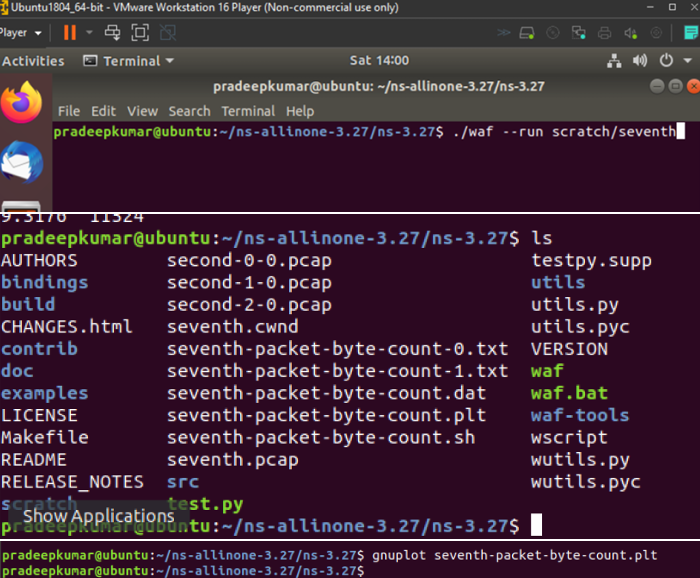 Ubuntu1804_64-bit - VMware Workstation 16 Player (Non-commercial use only)
Player
Activities Terminal Sat 14:00
pradeepkumar@ubuntu: ~/ns-allinone-3.27/ns-3.27
File Edit View Search Terminal Help
pradeepkumar@ubuntu:~/ns-allinone-3.27/ns-3.27$ ./waf --run scratch/seventh
9.3176 11324
pradeepkumar@ubuntu:~/ns-allinone-3.27/ns-3.27$ ls
AUTHORS second-0-0.pcap testpy.supp
bindings second-1-0.pcap utils
build second-2-0.pcap utils.py
CHANGES.html seventh.cwnd utils.pyc
contrib seventh-packet-byte-count-0.txt VERSION
doc seventh-packet-byte-count-1.txt waf
examples seventh-packet-byte-count.dat waf.bat
LICENSE seventh-packet-byte-count.plt waf-tools
Makefile seventh-packet-byte-count.sh wscript
README seventh.pcap wutils.py
RELEASE_NOTES src wutils.pyc
scratch test.py
Show Applications
pradeepkumar@ubuntu:~/ns-allinone-3.27/ns-3.27$
pradeepkumar@ubuntu:~/ns-allinone-3.27/ns-3.27$ gnuplot seventh-packet-byte-count.plt
pradeepkumar@ubuntu:~/ns-allinone-3.27/ns-3.27$